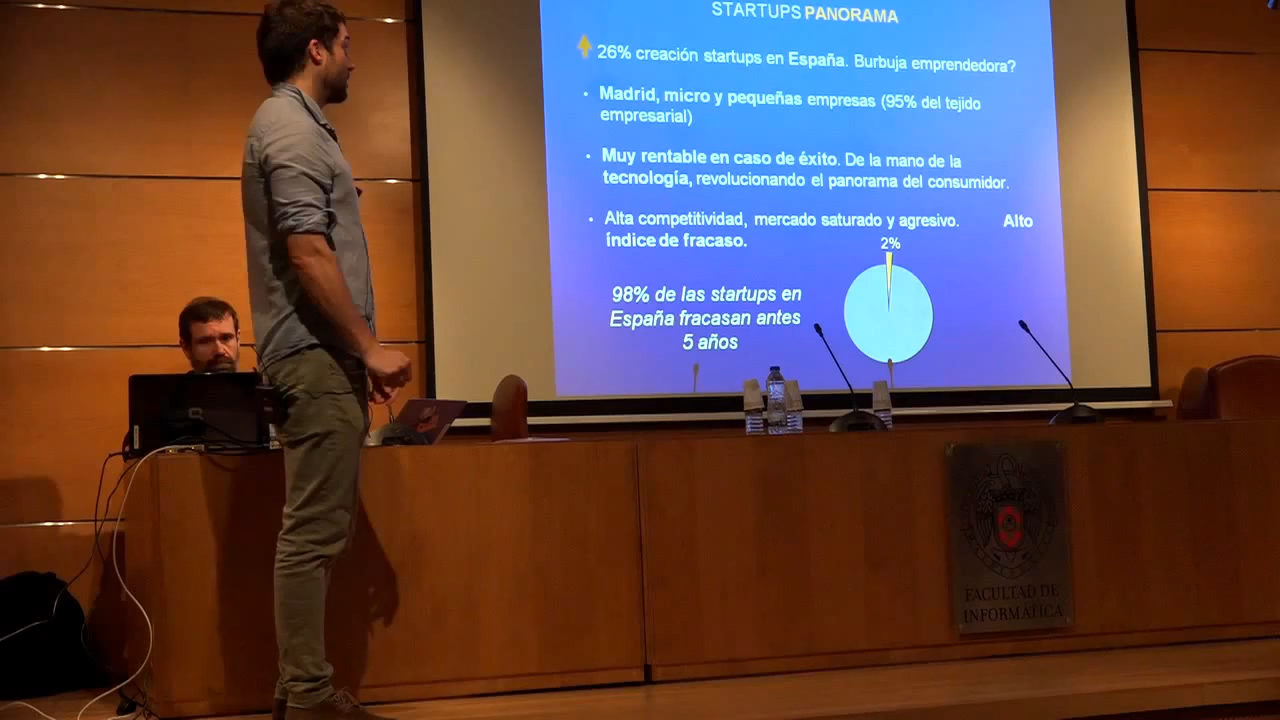 STARTUPS PANORAMA
26% creación startups en España. Burbuja emprendedora?
• Madrid, micro y pequeñas empresas (95% del tejido
empresarial)
• Muy rentable en caso de éxito. De la mano de la
tecnología, revolucionando el panorama del consumidor.
• Alta competitividad, mercado saturado y agresivo. Alto
índice de fracaso.
2%
98% de las startups en
España fracasan antes
5 años
FACULTAD DE
INFORMÁTICA